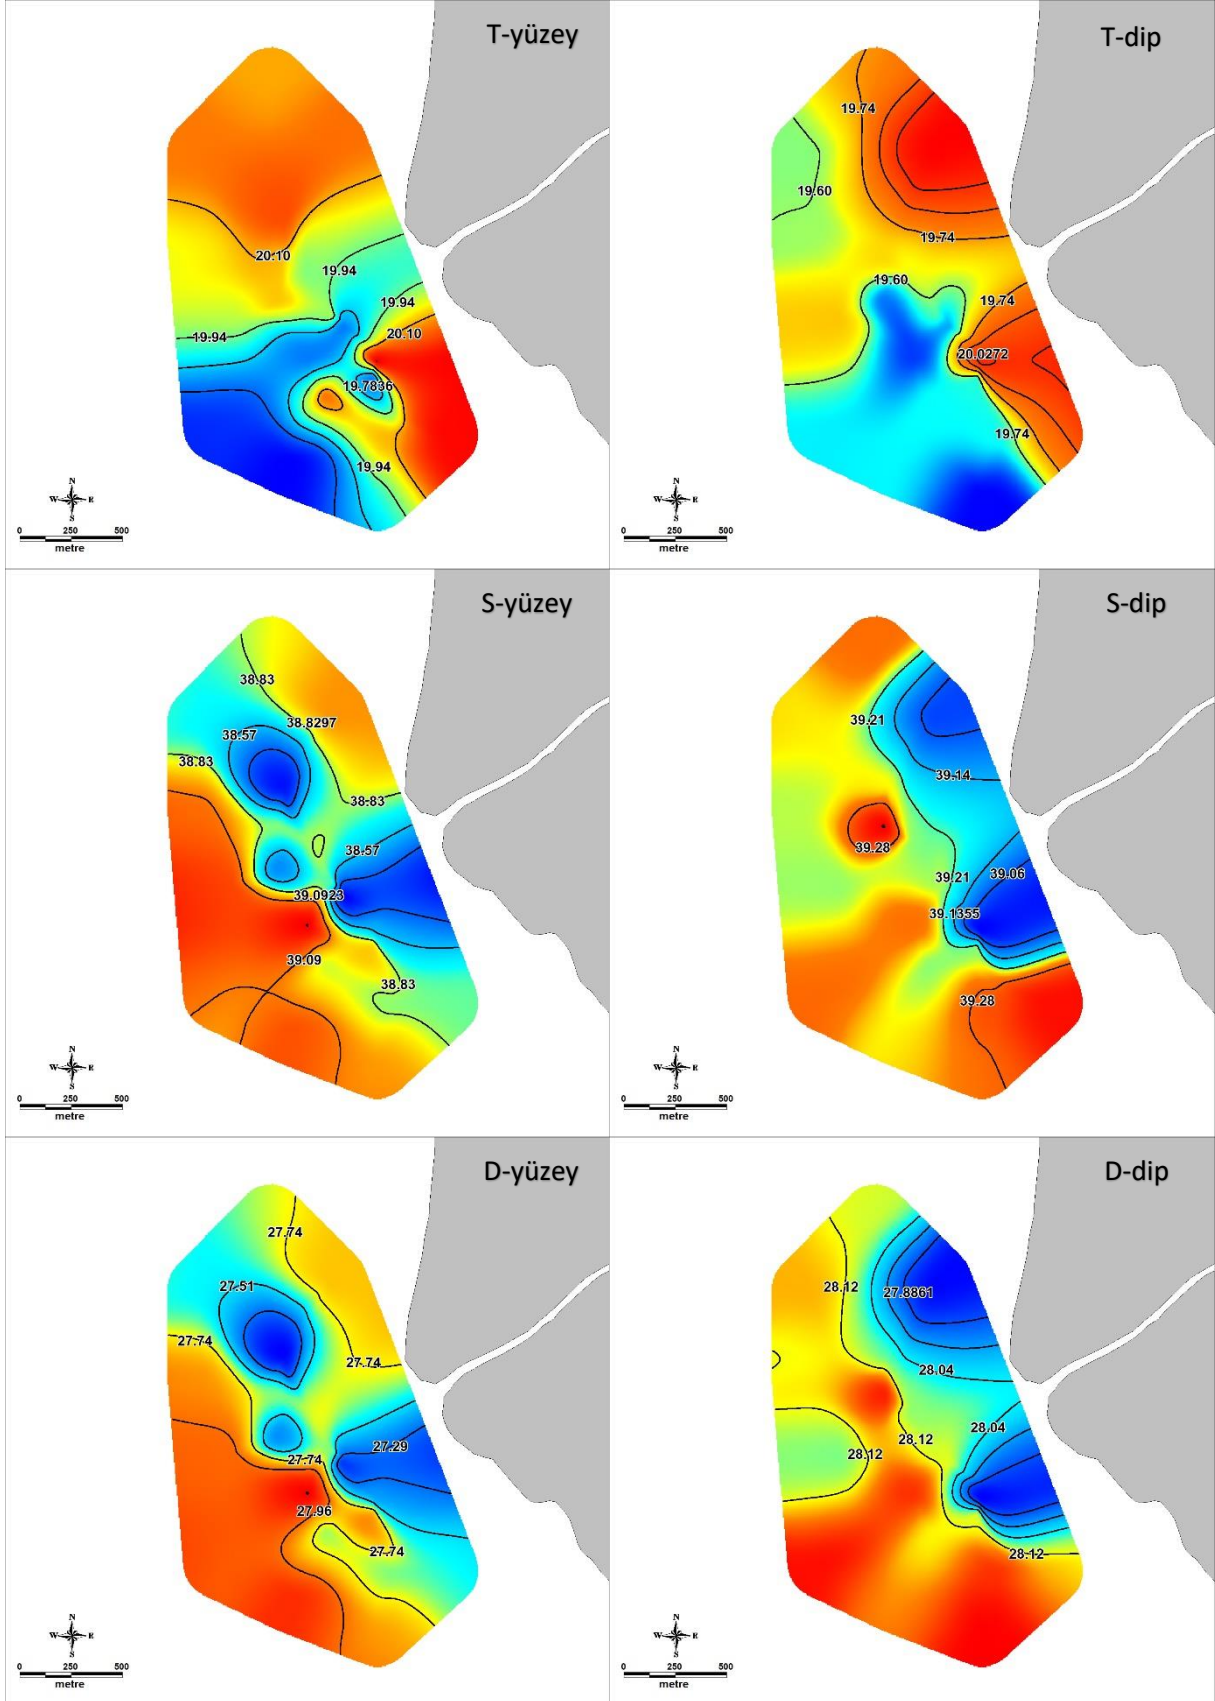 T-yüzey
20.10
19.94
19.94
20.10
19.94
19.7836
19.94
N
W E
S
0 250 500
metre
T-dip
19.74
19.60
19.74
19.60
19.74
20.0272
19.74
N
W E
S
0 250 500
metre
S-yüzey
38.83
38.8297
38.57
38.83
38.83
38.57
39.0923
39.09
38.83
N
W E
S
0 250 500
metre
S-dip
39.21
39.14
39.28
39.06
39.21
39.1355
39.28
N
W E
S
0 250 500
metre
D-yüzey
27.74
27.51
27.74
27.74
27.29
27.74
27.96
27.74
N
W E
S
0 250 500
metre
D-dip
28.12
27.8861
28.04
28.04
28.12
28.12
28.12
N
W E
S
0 250 500
metre